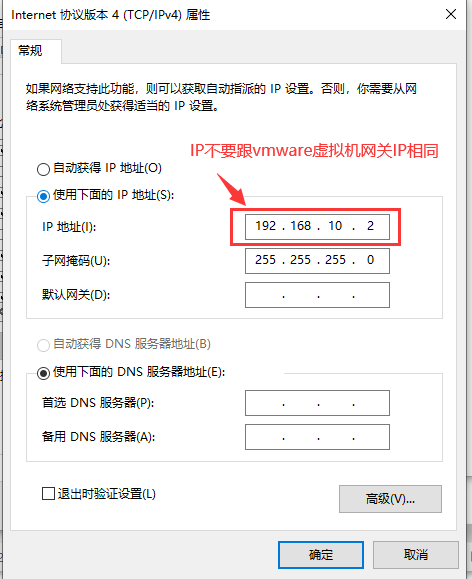 Internet 协议版本 4 (TCP/IPv4) 属性
常规
如果网络支持此功能，则可以获取自动指派的 IP 设置。否则，你需要从网
络系统管理员处获得适当的 IP 设置。
IP不要跟vmware虚拟机网关IP相同
自动获得 IP 地址(O)
使用下面的 IP 地址(S):
IP 地址(I): 192 . 168 . 10 . 2
子网掩码(U): 255 . 255 . 255 . 0
默认网关(D): . . .
自动获得 DNS 服务器地址(B)
使用下面的 DNS 服务器地址(E):
首选 DNS 服务器(P): . . .
备用 DNS 服务器(A): . . .
退出时验证设置(L)
高级(V)...
确定 取消